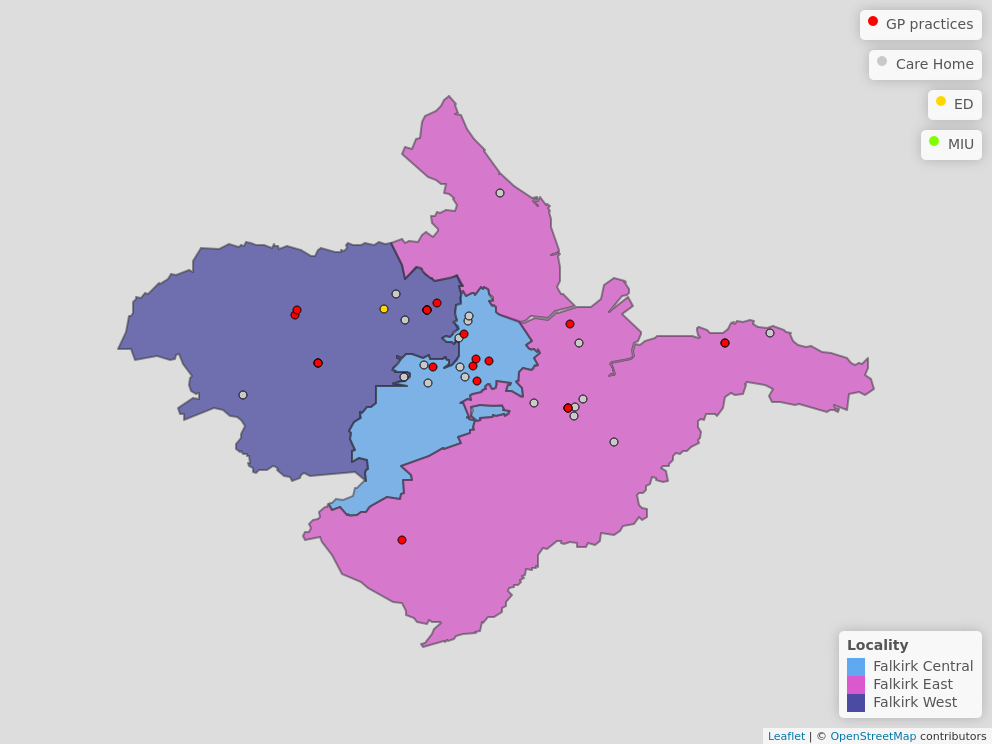 GP practices
Care Home
ED
MIU
Locality
Falkirk Central
Falkirk East
Falkirk West
Leaflet | © OpenStreetMap contributors